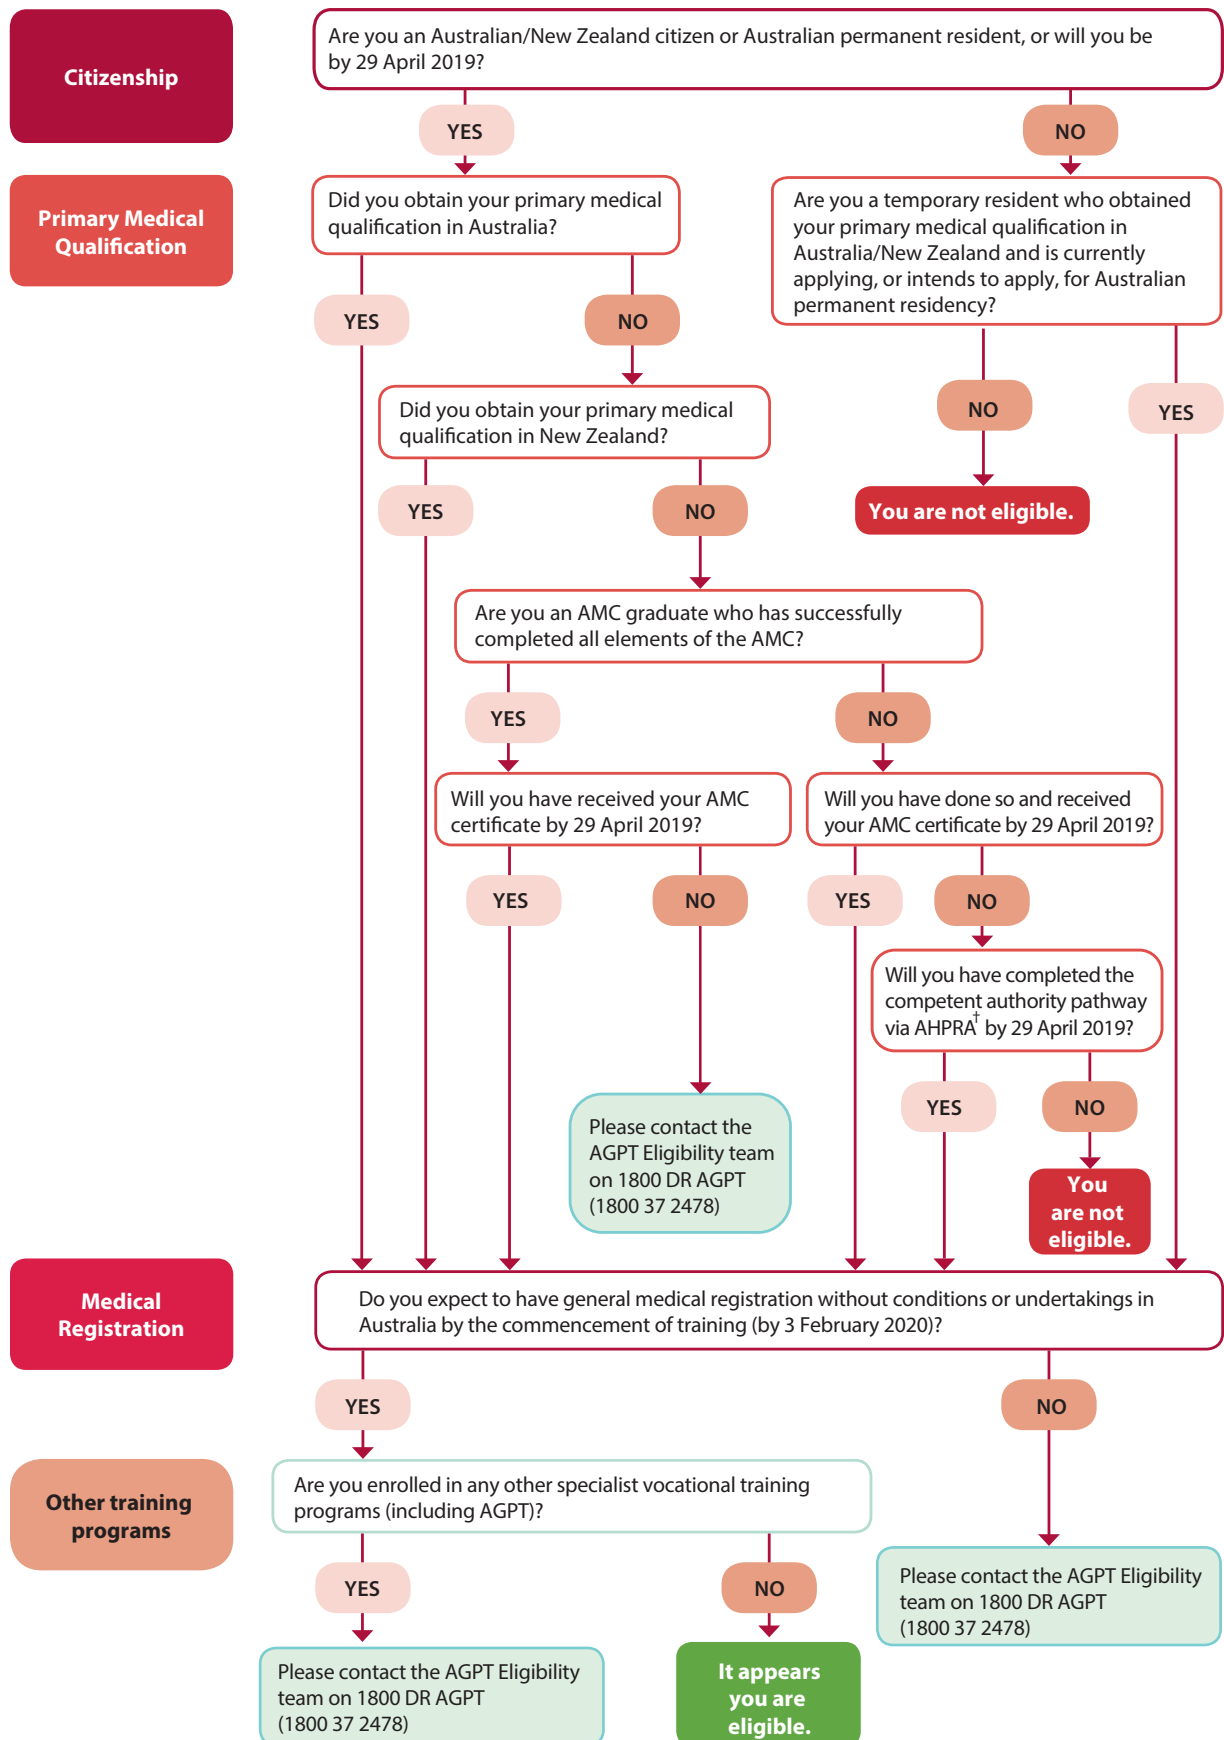 Citizenship
Are you an Australian/New Zealand citizen or Australian permanent resident, or will you be
by 29 April 2019?
YES
NO
Primary Medical
Qualification
Did you obtain your primary medical
qualification in Australia?
Are you a temporary resident who obtained
your primary medical qualification in
Australia/New Zealand and is currently
applying, or intends to apply, for Australian
permanent residency?
YES
NO
NO
YES
Did you obtain your primary medical
qualification in New Zealand?
You are not eligible.
YES
NO
Are you an AMC graduate who has successfully
completed all elements of the AMC?
YES
NO
Will you have received your AMC
certificate by 29 April 2019?
Will you have done so and received
your AMC certificate by 29 April 2019?
YES
NO
YES
NO
Will you have completed the
competent authority pathway
via AHPRA† by 29 April 2019?
YES
NO
Please contact the
AGPT Eligibility team
on 1800 DR AGPT
(1800 37 2478)
You
are not
eligible.
Medical
Registration
Do you expect to have general medical registration without conditions or undertakings in
Australia by the commencement of training (by 3 February 2020)?
YES
NO
Other training
programs
Are you enrolled in any other specialist vocational training
programs (including AGPT)?
YES
NO
Please contact the AGPT Eligibility
team on 1800 DR AGPT
(1800 37 2478)
Please contact the AGPT Eligibility
team on 1800 DR AGPT
(1800 37 2478)
It appears
you are
eligible.